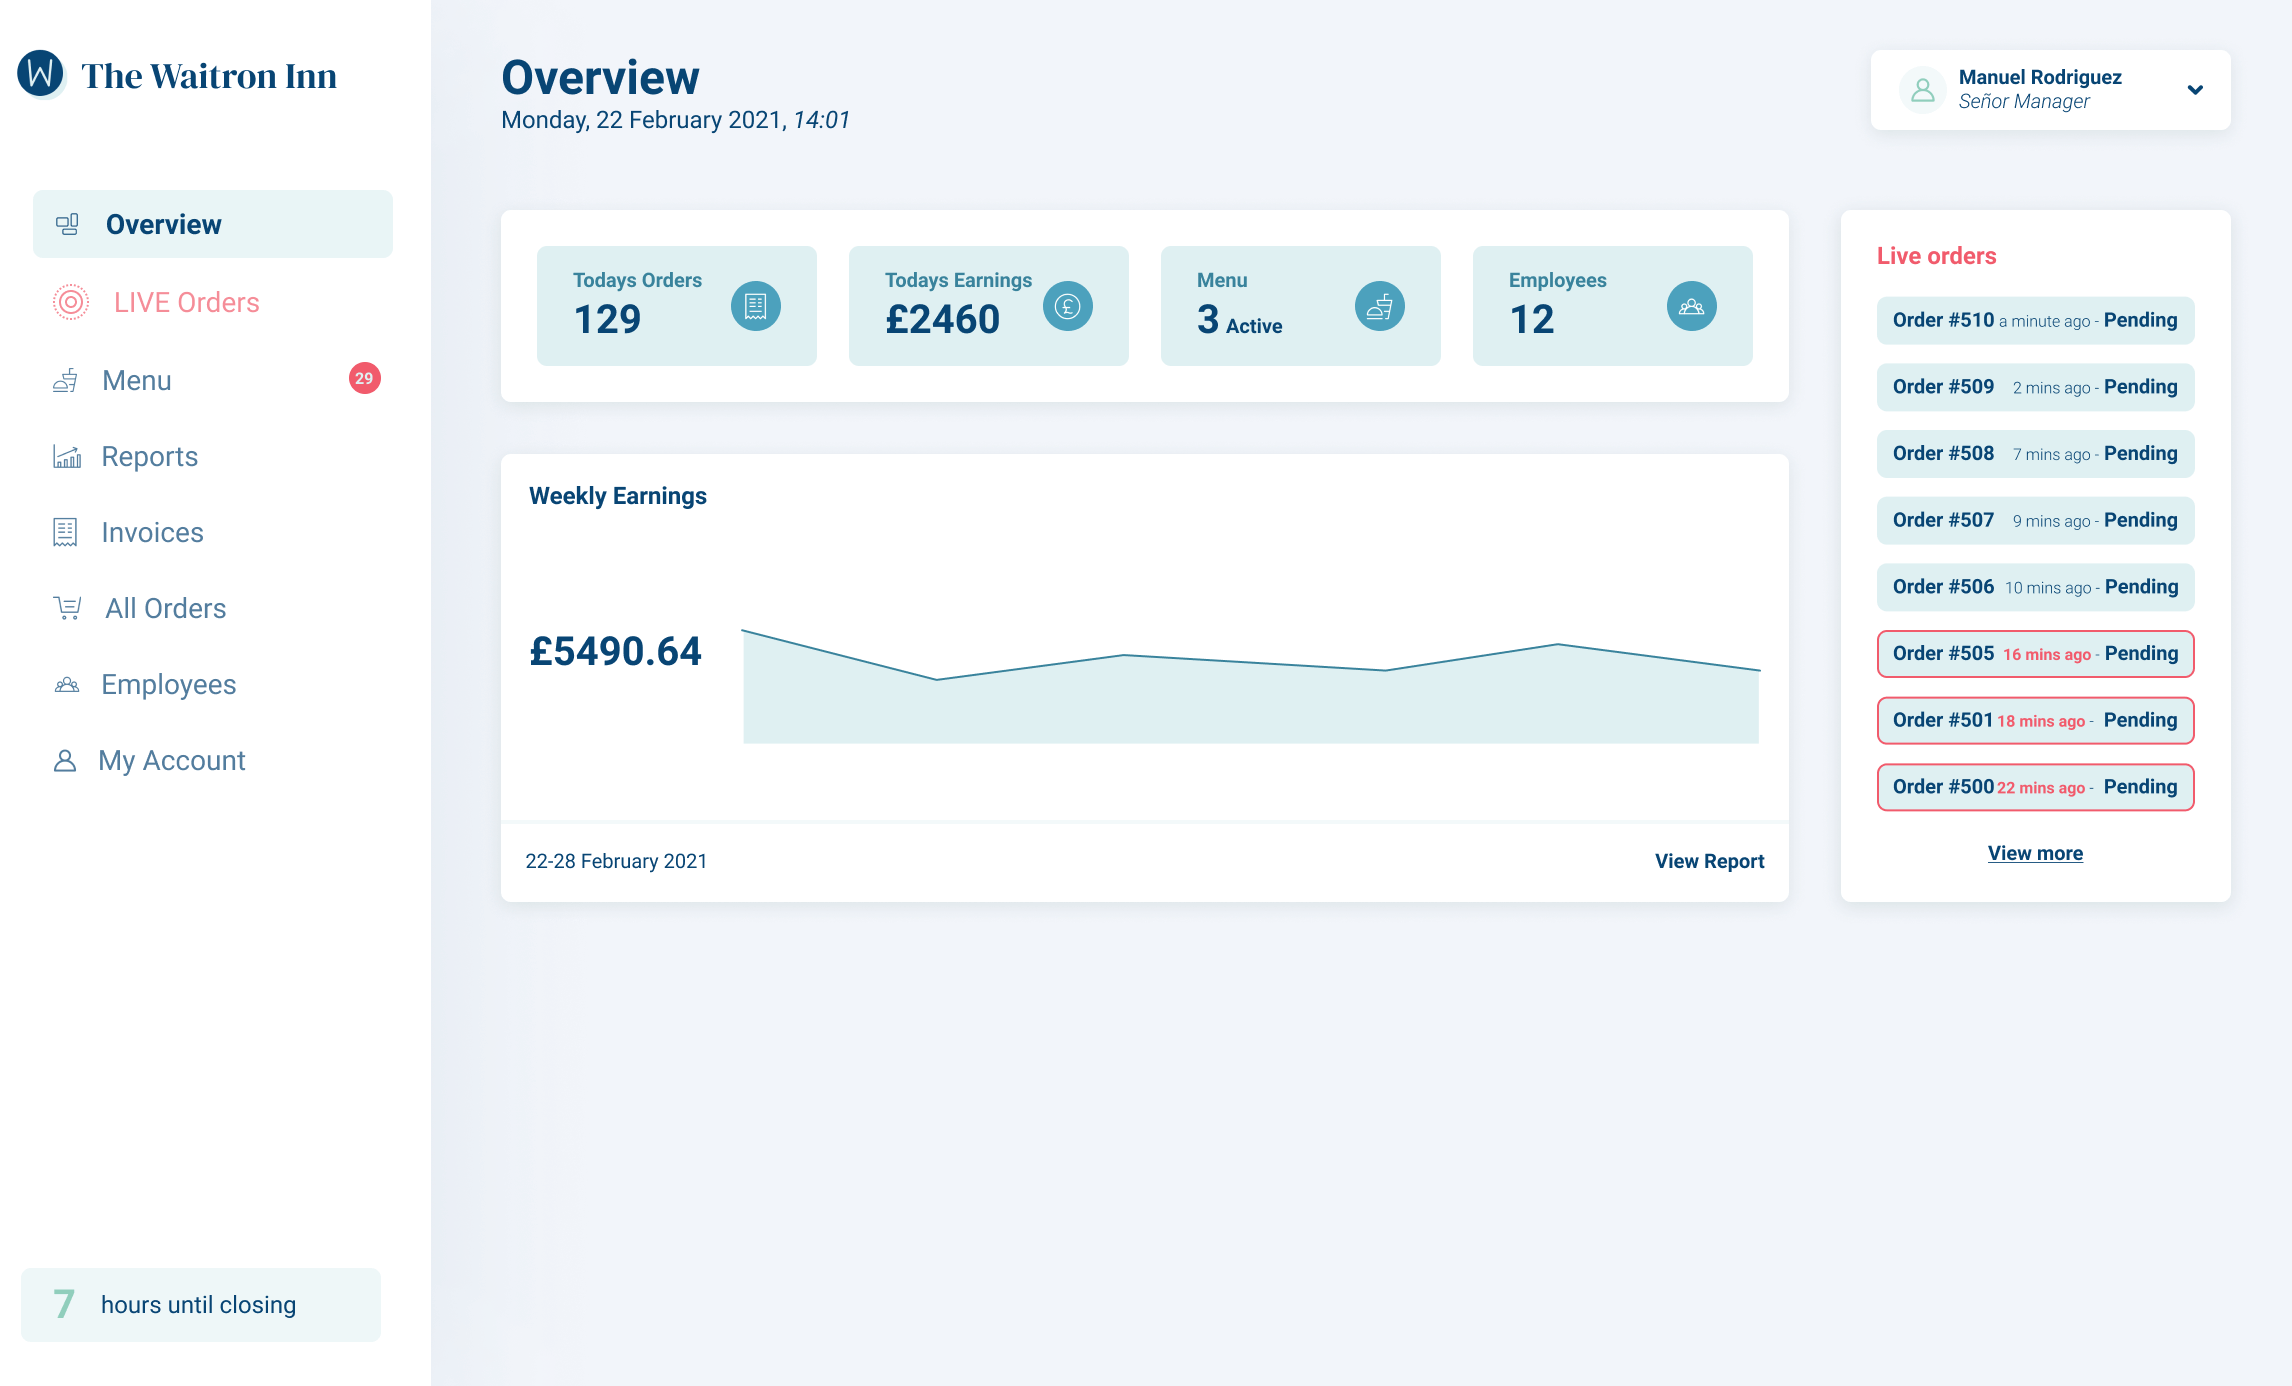 W The Waitron Inn
Overview
LIVE Orders
Menu 29
Reports
Invoices
All Orders
Employees
My Account
7 hours until closing
Overview
Monday, 22 February 2021, 14:01
Manuel Rodriguez
Señor Manager
Todays Orders
129
Todays Earnings
£2460
£
Menu
3 Active
Employees
12
Weekly Earnings
£5490.64
22-28 February 2021
View Report
Live orders
Order #510 a minute ago - Pending
Order #509 2 mins ago - Pending
Order #508 7 mins ago - Pending
Order #507 9 mins ago - Pending
Order #506 10 mins ago - Pending
Order #505 16 mins ago - Pending
Order #501 18 mins ago - Pending
Order #500 22 mins ago - Pending
View more